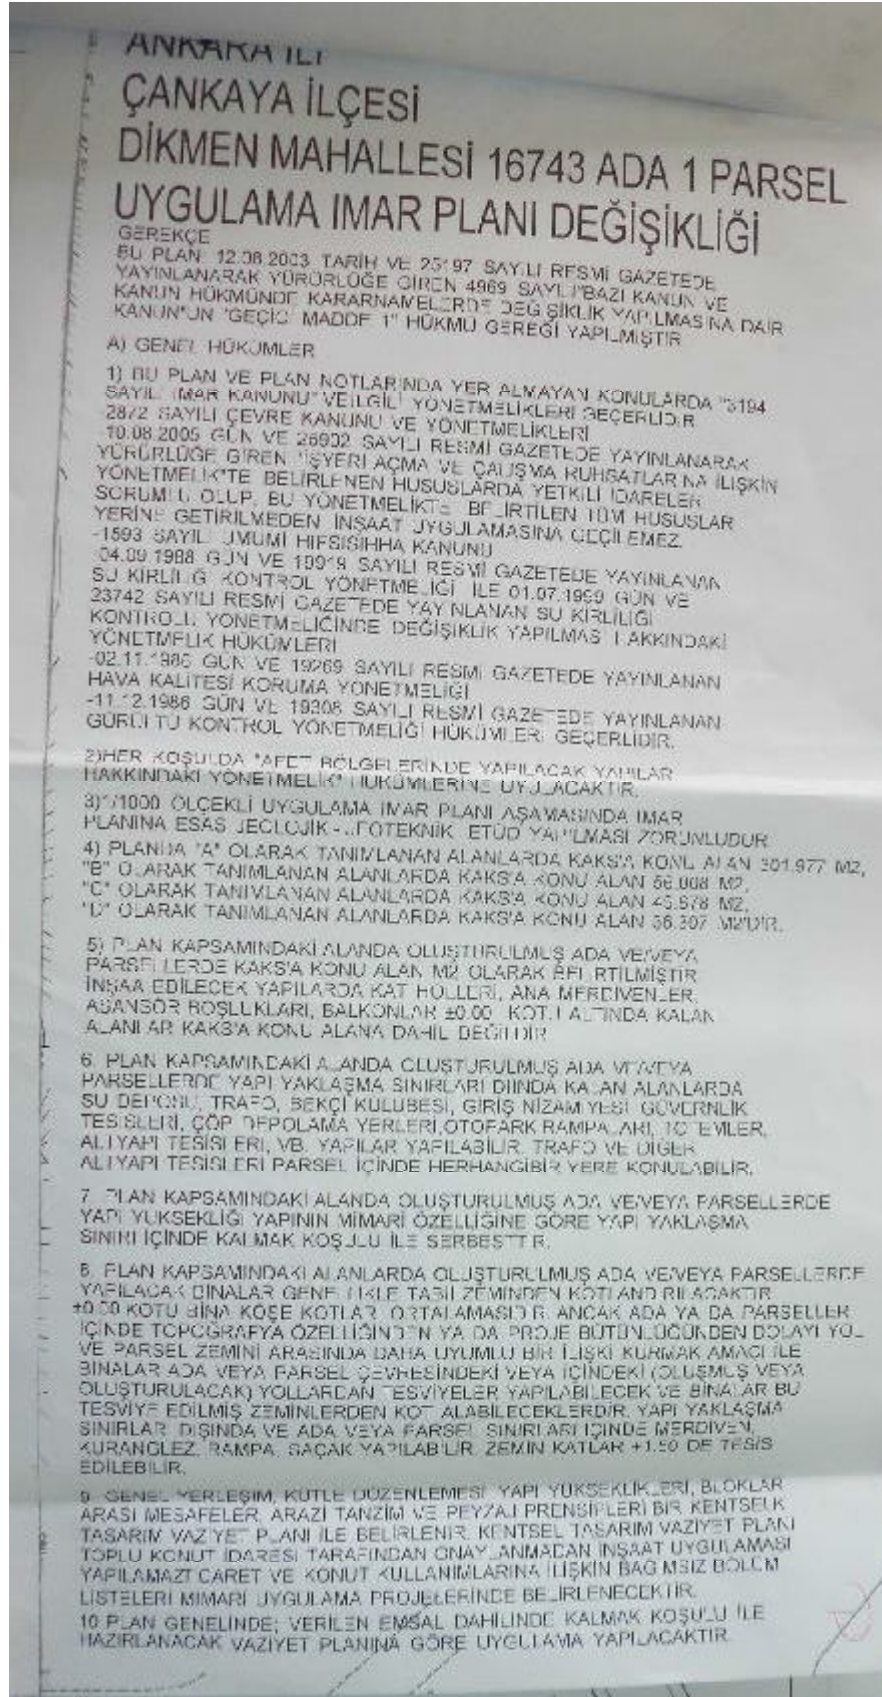 ANKARA İLİ
ÇANKAYA İLÇESİ
DİKMEN MAHALLESİ 16743 ADA 1 PARSEL
UYGULAMA IMAR PLANI DEĞİŞİKLİĞİ
GEREKÇE
BU PLAN 12.08.2003 TARİH VE 25197 SAYILI RESMİ GAZETEDE
YAYINLANARAK YÜRÜRLÜĞE GİREN 4969 SAYILI "BAZI KANUN VE
KANUN HÜKMÜNDE KARARNAMELERDE DEĞİŞİKLİK YAPILMASINA DAİR
KANUN"UN "GEÇİCİ MADDE 1" HÜKMÜ GEREĞİ YAPILMIŞTIR
A) GENEL HÜKÜMLER
1) BU PLAN VE PLAN NOTLARINDA YER ALMAYAN KONULARDA "3194
SAYILI IMAR KANUNU" VE İLGİLİ YÖNETMELİKLERİ GEÇERLİDİR
-2872 SAYILI ÇEVRE KANUNU VE YÖNETMELİKLERİ
-10.08.2005 GÜN VE 25902 SAYILI RESMİ GAZETEDE YAYINLANARAK
YÜRÜRLÜĞE GİREN "İŞYERİ AÇMA VE ÇALIŞMA RUHSATLARINA İLİŞKİN
YÖNETMELİK"TE BELİRLENEN HUSUSLARDA YETKİLİ İDARELER
SORUMLU OLUP, BU YÖNETMELİKTE BELİRTİLEN TÜM HUSUSLAR
YERİNE GETİRİLMEDEN İNŞAAT UYGULAMASINA GEÇİLEMEZ.
-1593 SAYILI UMUMİ HIFSISIHHA KANUNU
-04.09.1988 GÜN VE 19919 SAYILI RESMİ GAZETEDE YAYINLANAN
SU KİRLİLİĞİ KONTROL YÖNETMELİĞİ İLE 01.07.1999 GÜN VE
23742 SAYILI RESMİ GAZETEDE YAYINLANAN SU KİRLİLİĞİ
KONTROLÜ YÖNETMELİĞİNDE DEĞİŞİKLİK YAPILMASI HAKKINDAKİ
YÖNETMELİK HÜKÜMLERİ
-02.11.1986 GÜN VE 19269 SAYILI RESMİ GAZETEDE YAYINLANAN
HAVA KALİTESİ KORUMA YÖNETMELİĞİ
-11.12.1986 GÜN VE 19308 SAYILI RESMİ GAZETEDE YAYINLANAN
GÜRÜLTÜ KONTROL YÖNETMELİĞİ HÜKÜMLERİ GEÇERLİDİR.
2)HER KOŞULDA "AFET BÖLGELERİNDE YAPILACAK YAPILAR
HAKKINDAKİ YÖNETMELİK" HÜKÜMLERİNE UYULACAKTIR.
3)1/1000 ÖLÇEKLİ UYGULAMA IMAR PLANI AŞAMASINDA IMAR
PLANINA ESAS JEOLOJİK - JEOTEKNİK ETÜD YAPILMASI ZORUNLUDUR
4) PLANDA "A" OLARAK TANIMLANAN ALANLARDA KAKS'A KONU ALAN 301.977 M2,
"B" OLARAK TANIMLANAN ALANLARDA KAKS'A KONU ALAN 56.008 M2,
"C" OLARAK TANIMLANAN ALANLARDA KAKS'A KONU ALAN 45.878 M2,
"D" OLARAK TANIMLANAN ALANLARDA KAKS'A KONU ALAN 36.307 M2'DİR.
5) PLAN KAPSAMINDAKİ ALANDA OLUŞTURULMUŞ ADA VE/VEYA
PARSELLERDE KAKS'A KONU ALAN M2 OLARAK BELİRTİLMİŞTİR
İNŞAA EDİLECEK YAPILARDA KAT HOLLERİ, ANA MERDİVENLER,
ASANSÖR BOŞLUKLARI, BALKONLAR ±0.00 KOTU ALTINDA KALAN
ALANLAR KAKS'A KONU ALANA DAHİL DEĞİLDİR
6. PLAN KAPSAMINDAKİ ALANDA OLUŞTURULMUŞ ADA VE/VEYA
PARSELLERDE YAPI YAKLAŞMA SINIRLARI DIINDA KALAN ALANLARDA
SU DEPOSU, TRAFO, BEKÇİ KULUBESİ, GİRİŞ NİZAMİYESİ GÜVERNLİK
TESİSLERİ, ÇÖP DEPOLAMA YERLERİ,OTOPARK RAMPALARI, TOTEMLER,
ALTYAPI TESİSLERİ, VB. YAPILAR YAPILABİLİR. TRAFO VE DİĞER
ALTYAPI TESİSLERİ PARSEL İÇİNDE HERHANGİBİR YERE KONULABİLİR.
7. PLAN KAPSAMINDAKİ ALANDA OLUŞTURULMUŞ ADA VE/VEYA PARSELLERDE
YAPI YÜKSEKLİĞİ YAPININ MİMARİ ÖZELLİĞİNE GÖRE YAPI YAKLAŞMA
SINIRI İÇİNDE KALMAK KOŞULU İLE SERBESTTİR.
8. PLAN KAPSAMINDAKİ ALANLARDA OLUŞTURULMUŞ ADA VE/VEYA PARSELLERDE
YAPILACAK BİNALAR GENELLİKLE TABİİ ZEMİNDEN KOTLANDIRILACAKTIR
±0.00 KOTU BİNA KÖŞE KOTLARI ORTALAMASIDIR. ANCAK ADA YA DA PARSELLER
İÇİNDE TOPOGRAFYA ÖZELLİĞİNDEN YA DA PROJE BÜTÜNLÜĞÜNDEN DOLAYI YOL
VE PARSEL ZEMİNİ ARASINDA DAHA UYUMLU BİR İLİŞKİ KURMAK AMACI İLE
BİNALAR ADA VEYA PARSEL ÇEVRESİNDEKİ VEYA İÇİNDEKİ (OLUŞMUŞ VEYA
OLUŞTURULACAK) YOLLARDAN TESVİYELER YAPILABİLECEK VE BİNALAR BU
TESVİYE EDİLMİŞ ZEMİNLERDEN KOT ALABİLECEKLERDİR. YAPI YAKLAŞMA
SINIRLARI DIŞINDA VE ADA VEYA PARSEL SINIRLARI İÇİNDE MERDİVEN,
KURANGLEZ, RAMPA, SAÇAK YAPILABİLİR. ZEMİN KATLAR +1.50 DE TESİS
EDİLEBİLİR.
9. GENEL YERLEŞİM, KÜTLE DÜZENLEMESİ YAPI YÜKSEKLİKLERİ, BLOKLAR
ARASI MESAFELER, ARAZİ TANZİM VE PEYZAJ PRENSİPLERİ BİR KENTSELK
TASARIM VAZİYET PLANI İLE BELİRLENİR. KENTSEL TASARIM VAZİYET PLANI
TOPLU KONUT İDARESİ TARAFINDAN ONAYLANMADAN İNŞAAT UYGULAMASI
YAPILAMAZ TİCARET VE KONUT KULLANIMLARINA İLİŞKİN BAĞIMSIZ BÖLÜM
LİSTELERİ MİMARİ UYGULAMA PROJELERİNDE BELİRLENECEKTİR.
10 PLAN GENELİNDE; VERİLEN EMSAL DAHİLİNDE KALMAK KOŞULU İLE
HAZIRLANACAK VAZİYET PLANINA GÖRE UYGULAMA YAPILACAKTIR.